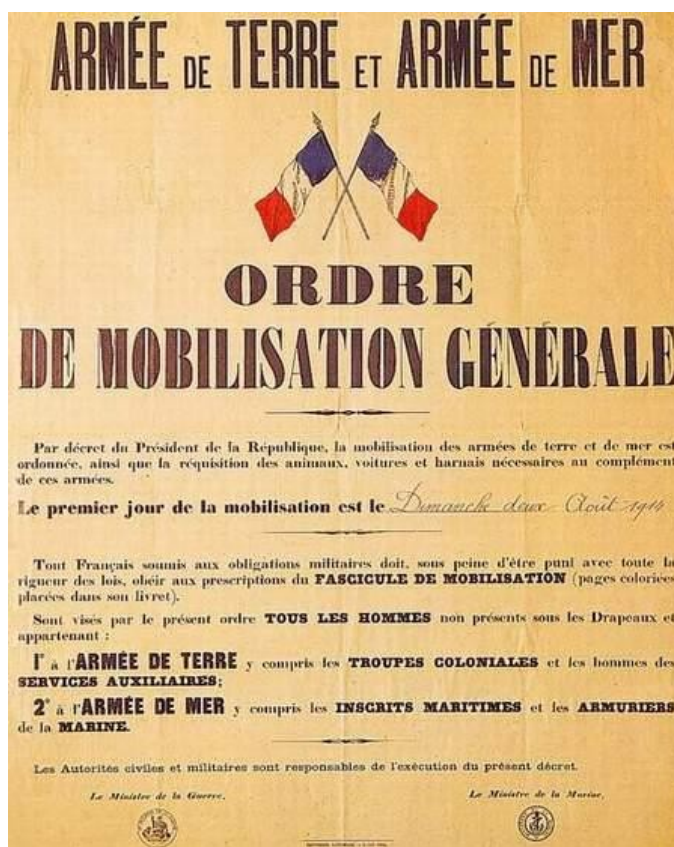 ARMÉE DE TERRE ET ARMÉE DE MER
ORDRE
DE MOBILISATION GÉNÉRALE
Par décret du Président de la République, la mobilisation des armées de terre et de mer est
ordonnée, ainsi que la réquisition des animaux, voitures et harnais nécessaires au complément
de ces armées.
Le premier jour de la mobilisation est le Dimanche deux Août 1914
Tout Français soumis aux obligations militaires doit, sous peine d'être puni avec toute la
rigueur des lois, obéir aux prescriptions du FASCICULE DE MOBILISATION (pages coloriées
placées dans son livret).
Sont visés par le présent ordre TOUS LES HOMMES non présents sous les Drapeaux et
appartenant :
1° à l'ARMÉE DE TERRE y compris les TROUPES COLONIALES et les hommes des
SERVICES AUXILIAIRES;
2° à l'ARMÉE DE MER y compris les INSCRITS MARITIMES et les ARMURIERS
de la MARINE.
Les Autorités civiles et militaires sont responsables de l'exécution du présent décret.
Le Ministre de la Guerre, Le Ministre de la Marine,